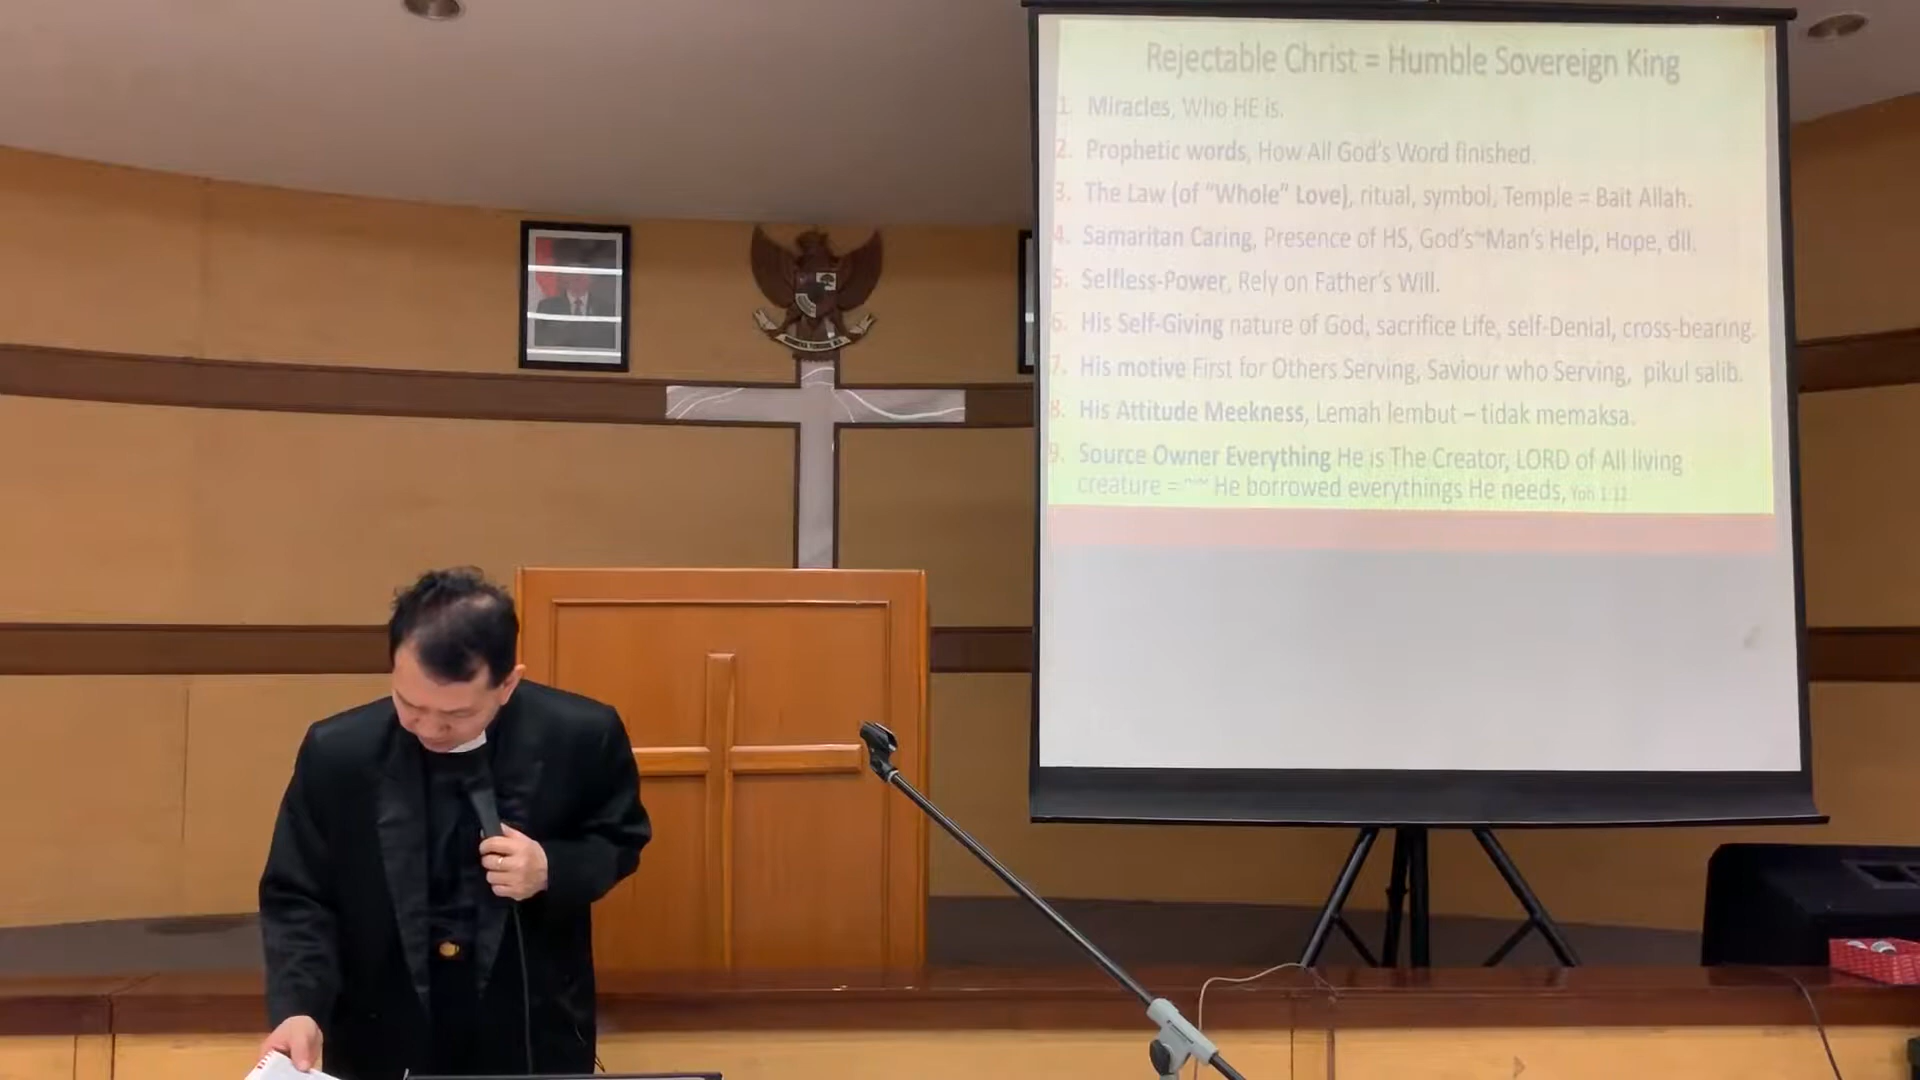 Rejectable Christ = Humble Sovereign King
1. Miracles, Who HE is.
2. Prophetic words, How All God's Word finished.
3. The Law (of "Whole" Love), ritual, symbol, Temple = Bait Allah.
4. Samaritan Caring, Presence of HS, God's~Man's Help, Hope, dll.
5. Selfless-Power, Rely on Father's Will.
6. His Self-Giving nature of God, sacrifice Life, self-Denial, cross-bearing.
7. His motive First for Others Serving, Saviour who Serving, pikul salib.
8. His Attitude Meekness, Lemah lembut – tidak memaksa.
9. Source Owner Everything He is The Creator, LORD of All living
creature = ~~ He borrowed everythings He needs, Yoh 1:11